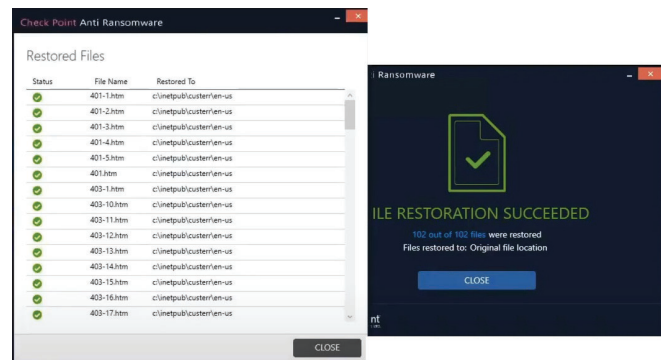 Check Point Anti Ransomware
Restored Files
Status File Name Restored To
401-1.htm c:\inetpub\custerr\en-us
401-2.htm c:\inetpub\custerr\en-us
401-3.htm c:\inetpub\custerr\en-us
401-4.htm c:\inetpub\custerr\en-us
401-5.htm c:\inetpub\custerr\en-us
401.htm c:\inetpub\custerr\en-us
403-1.htm c:\inetpub\custerr\en-us
403-10.htm c:\inetpub\custerr\en-us
403-11.htm c:\inetpub\custerr\en-us
403-12.htm c:\inetpub\custerr\en-us
403-13.htm c:\inetpub\custerr\en-us
403-14.htm c:\inetpub\custerr\en-us
403-15.htm c:\inetpub\custerr\en-us
403-16.htm c:\inetpub\custerr\en-us
403-17.htm c:\inetpub\custerr\en-us
CLOSE
i Ransomware
ILE RESTORATION SUCCEEDED
102 out of 102 files were restored
Files restored to: Original file location
CLOSE
nt